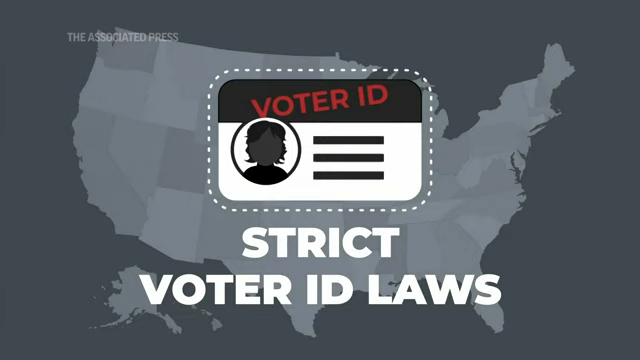 THE ASSOCIATED PRESS
VOTER ID
STRICT
VOTER ID LAWS